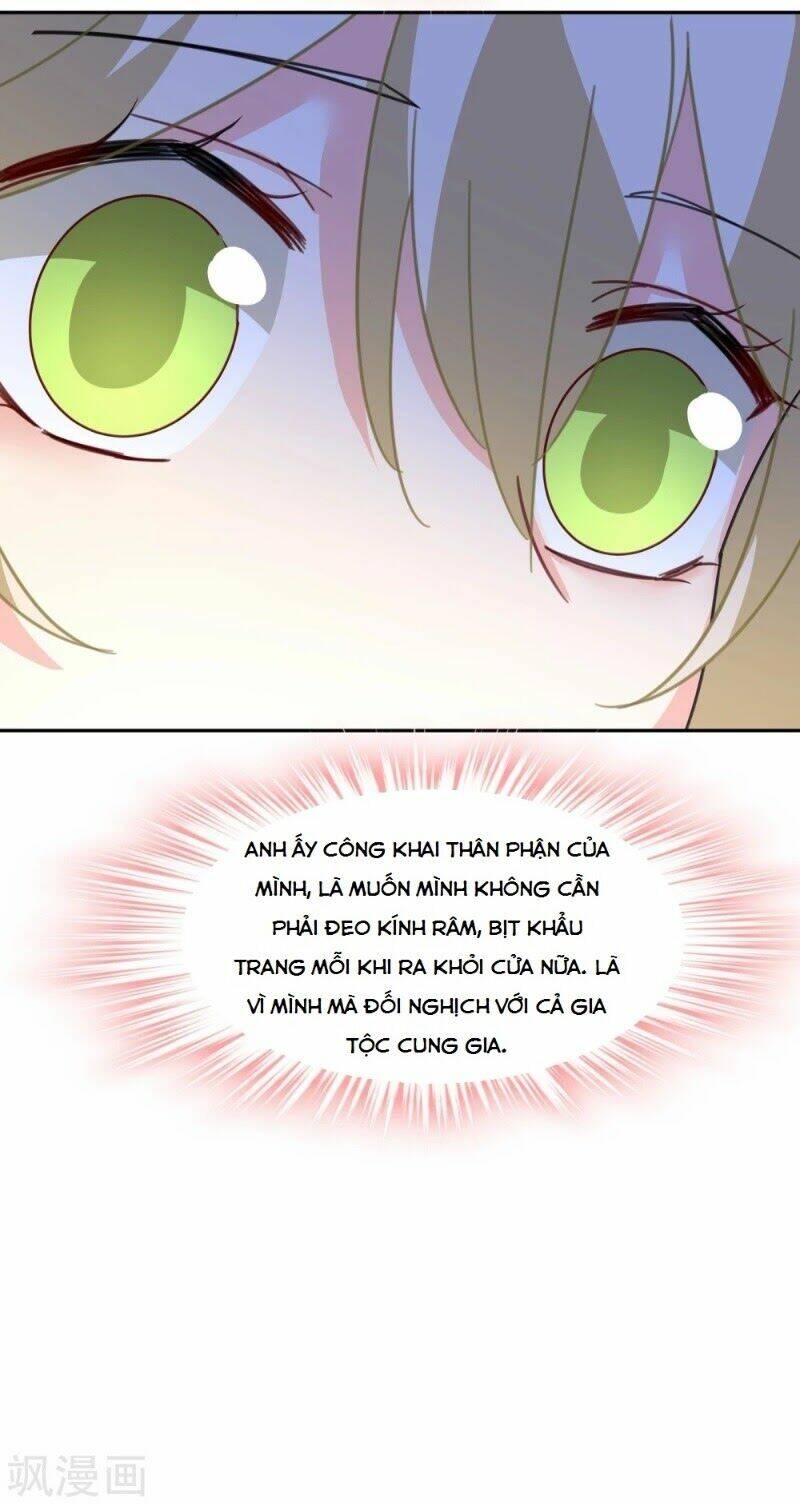 ANH ẤY CÔNG KHAI THÂN PHẬN CỦA
MÌNH, LÀ MUỐN MÌNH KHÔNG CẦN
PHẢI ĐEO KÍNH RÂM, BỊT KHẨU
TRANG MỖI KHI RA KHỎI CỬA NỮA. LÀ
VÌ MÌNH MÀ ĐỐI NGHỊCH VỚI CẢ GIA
TỘC CUNG GIA.
飒漫画